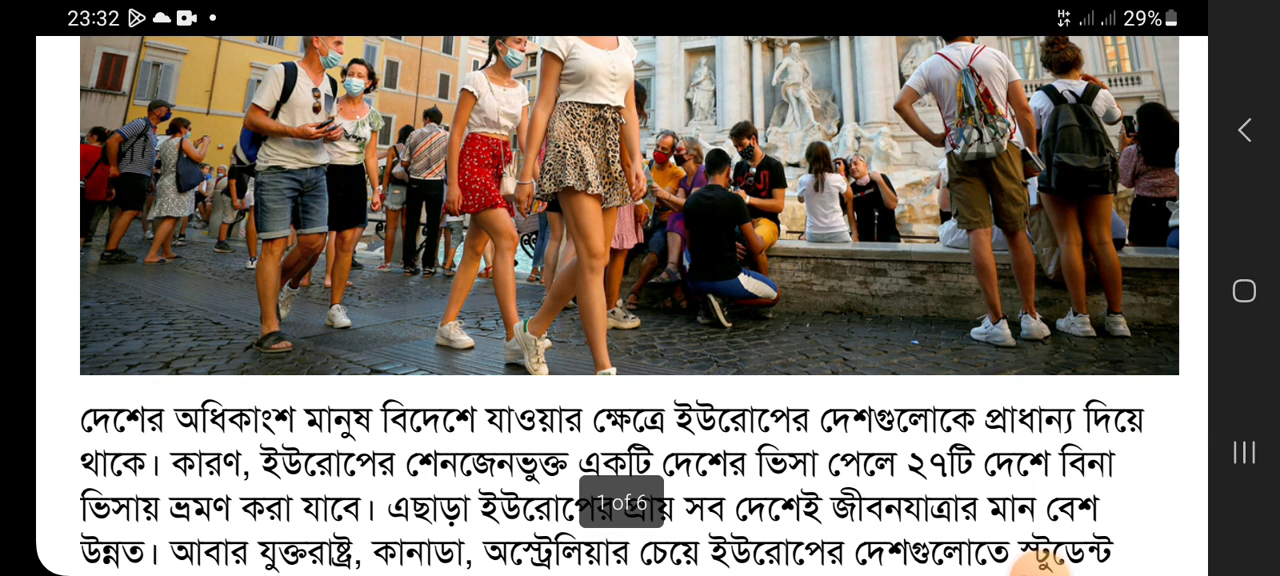 23:32
29%
দেশের অধিকাংশ মানুষ বিদেশে যাওয়ার ক্ষেত্রে ইউরোপের দেশগুলোকে প্রাধান্য দিয়ে
থাকে। কারণ, ইউরোপের শেনজেনভুক্ত একটি দেশের ভিসা পেলে ২৭টি দেশে বিনা
ভিসায় ভ্রমণ করা যাবে। এছাড়া ইউরোপের প্রায় সব দেশেই জীবনযাত্রার মান বেশ
1 of 6
উন্নত। আবার যুক্তরাষ্ট্র, কানাডা, অস্ট্রেলিয়ার চেয়ে ইউরোপের দেশগুলোতে স্টুডেন্ট